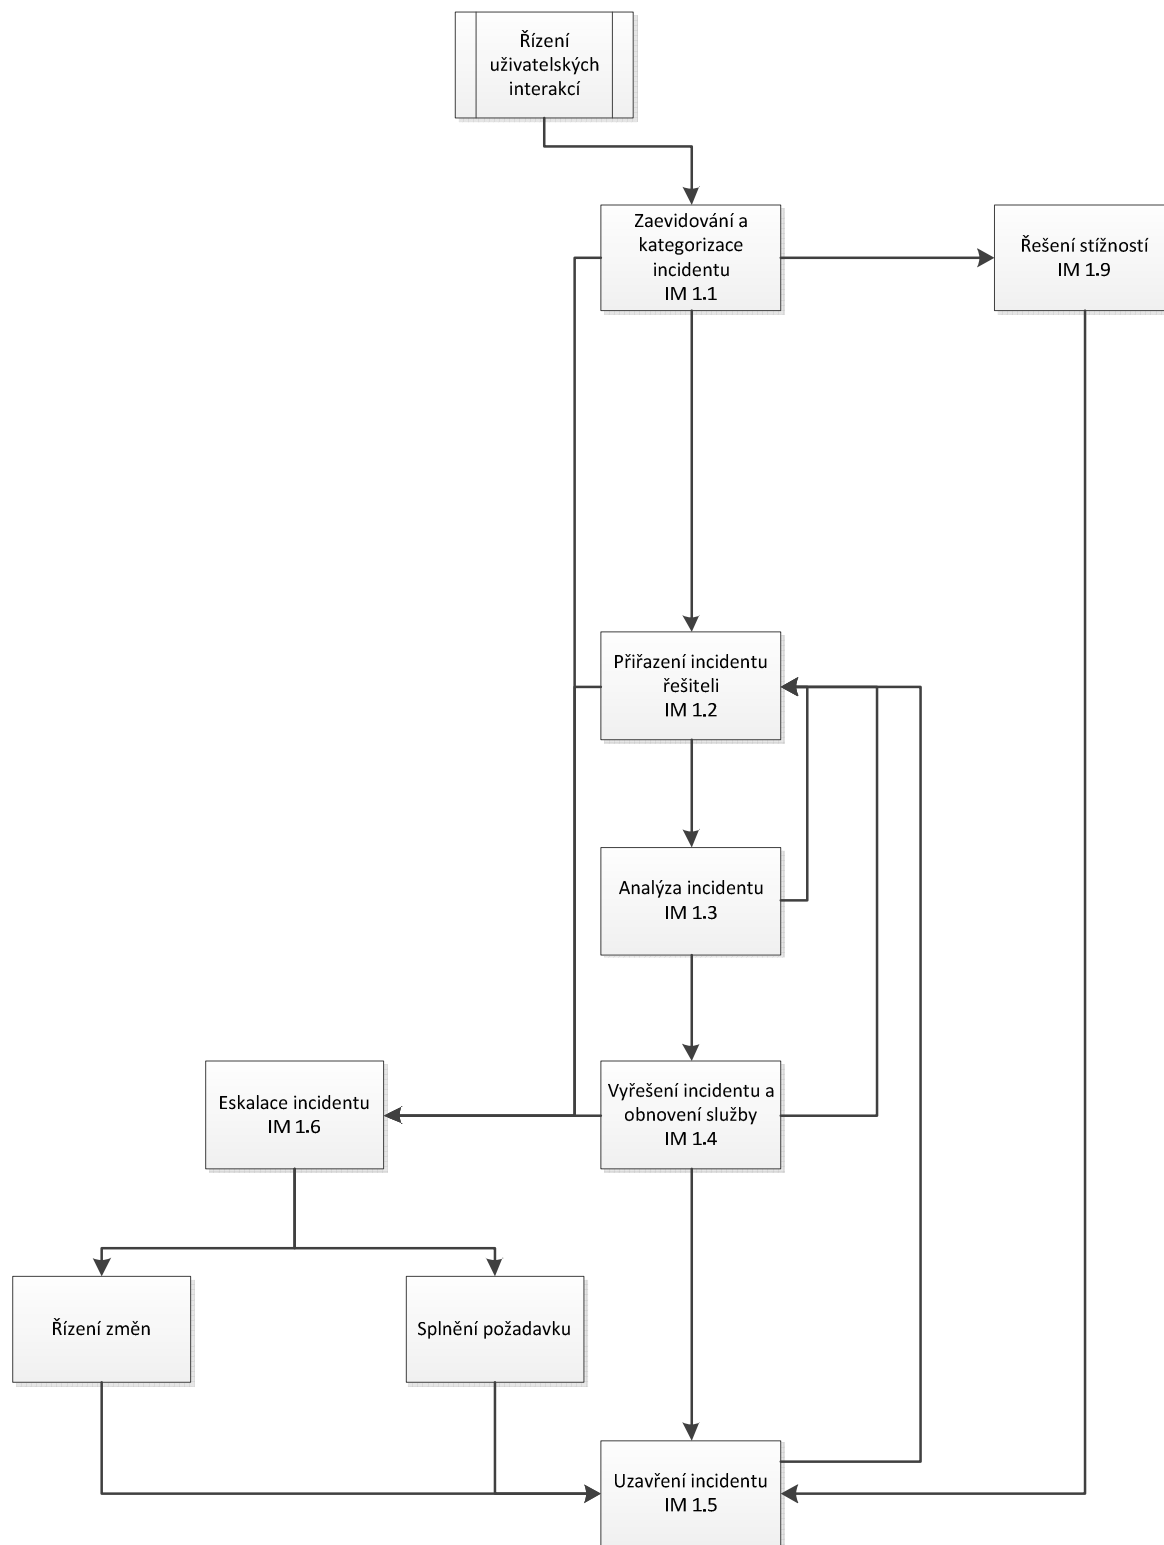 Řízení
uživatelských
interakcí
Zaevidování a
kategorizace
incidentu
IM 1.1
Řešení stížností
IM 1.9
Přiřazení incidentu
řešiteli
IM 1.2
Analýza incidentu
IM 1.3
Eskalace incidentu
IM 1.6
Vyřešení incidentu a
obnovení služby
IM 1.4
Řízení změn
Splnění požadavku
Uzavření incidentu
IM 1.5